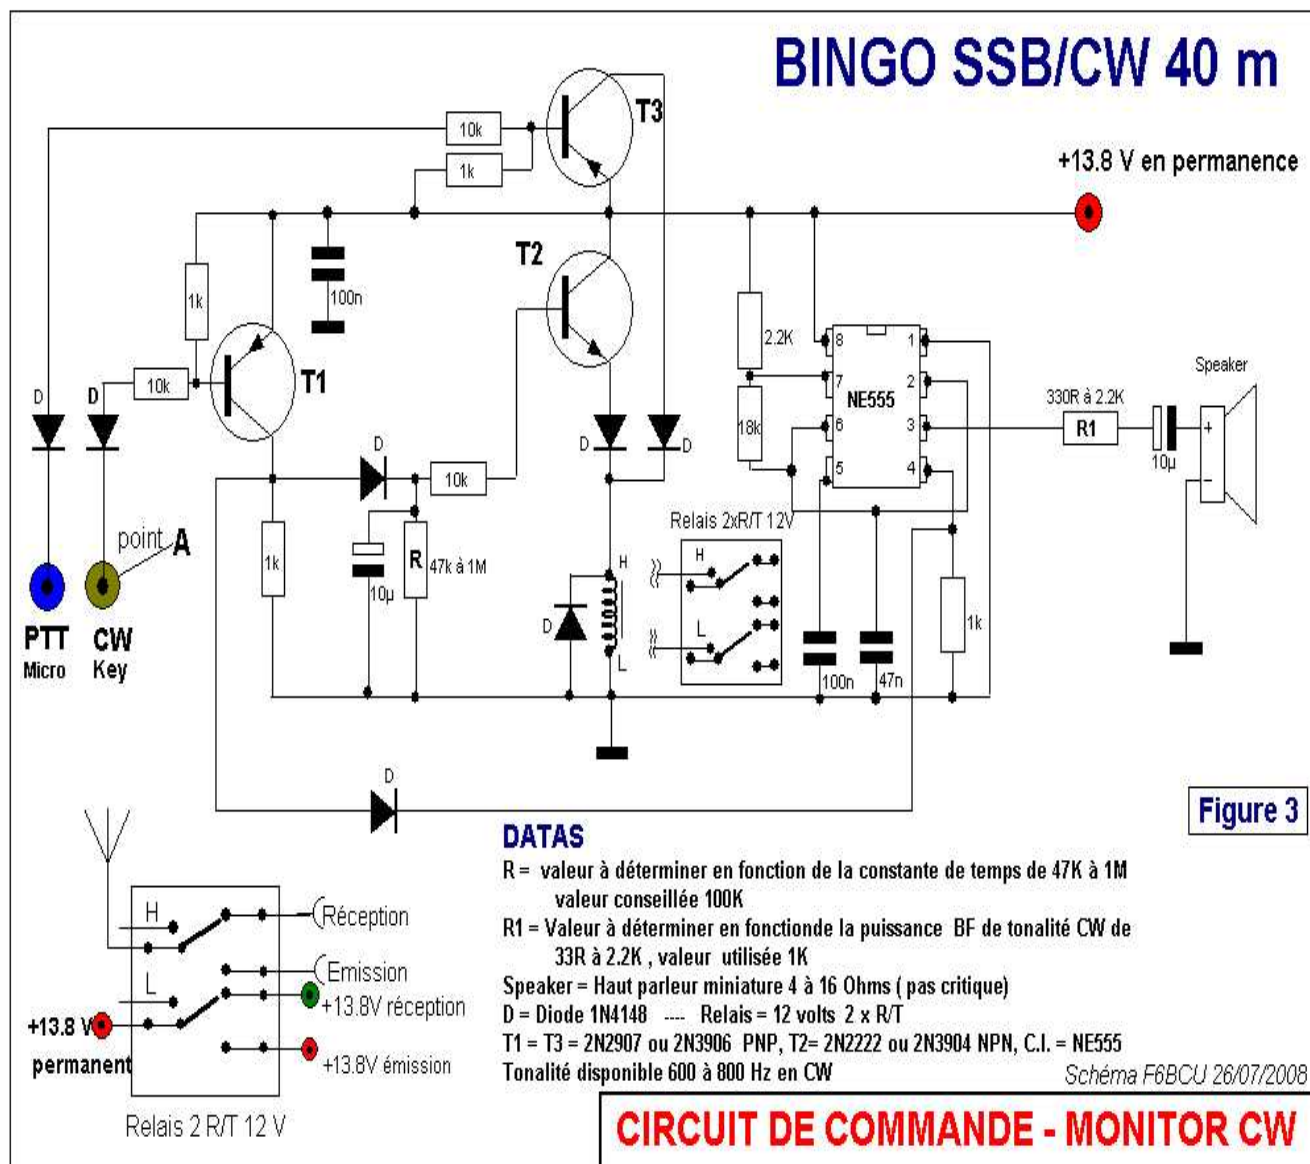 BINGO SSB/CW 40 m
T3
10k
1k
+13.8 V en permanence
T2
1k
100n
2.2K
8 1
7 2
NE555
6 3
5 4
Speaker
330R à 2.2K
R1
+
10µ
−
D
D
10k
T1
D
D
18k
D
10k
point A
1k
10µ
R
47k à 1M
Relais 2xR/T 12V
H
H
D
L
L
1k
100n
47n
PTT
Micro
CW
Key
D
Figure 3
DATAS
R = valeur à déterminer en fonction de la constante de temps de 47K à 1M
valeur conseillée 100K
R1 = Valeur à déterminer en fonctionde la puissance BF de tonalité CW de
33R à 2.2K , valeur utilisée 1K
Speaker = Haut parleur miniature 4 à 16 Ohms ( pas critique)
D = Diode 1N4148 ---- Relais = 12 volts 2 x R/T
T1 = T3 = 2N2907 ou 2N3906 PNP, T2= 2N2222 ou 2N3904 NPN, C.I. = NE555
Tonalité disponible 600 à 800 Hz en CW
Schéma F6BCU 26/07/2008
H
Réception
Emission
L
+13.8V réception
+13.8 V
permanent
+13.8V émission
Relais 2 R/T 12 V
CIRCUIT DE COMMANDE - MONITOR CW